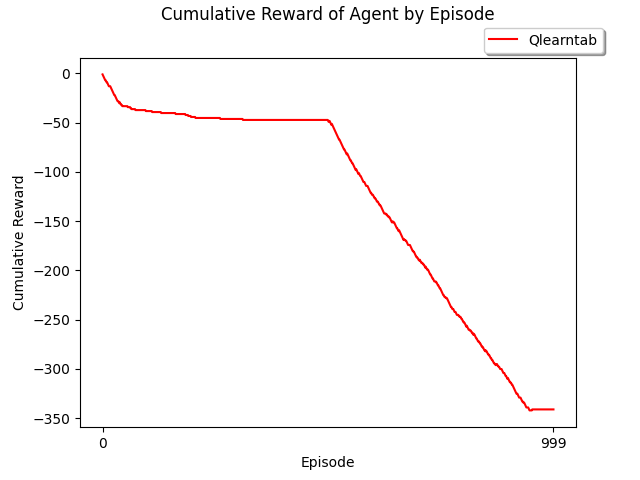 Cumulative Reward of Agent by Episode
Qlearntab
0
−50
−100
−150
−200
−250
−300
−350
Cumulative Reward
0
999
Episode